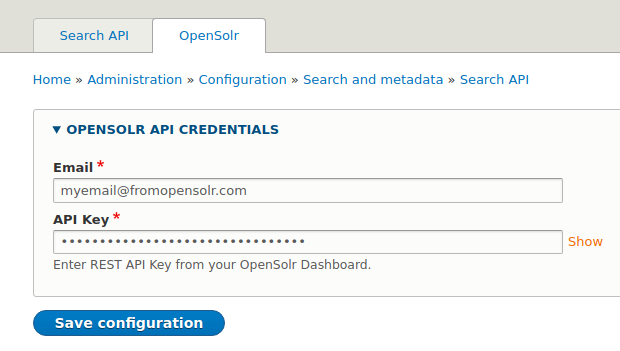 Search API
OpenSolr
Home » Administration » Configuration » Search and metadata » Search API
▼ OPENSOLR API CREDENTIALS
Email *
myemail@fromopensolr.com
API Key *
••••••••••••••••••••••••••••••••
Show
Enter REST API Key from your OpenSolr Dashboard.
Save configuration